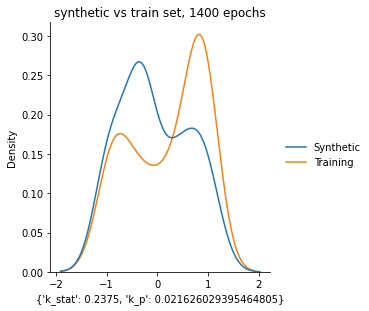 synthetic vs train set, 1400 epochs
0.30
0.25
0.20
0.15
0.10
0.05
0.00
Density
−2
−1
0
1
2
{'k_stat': 0.2375, 'k_p': 0.021626029395464805}
Synthetic
Training